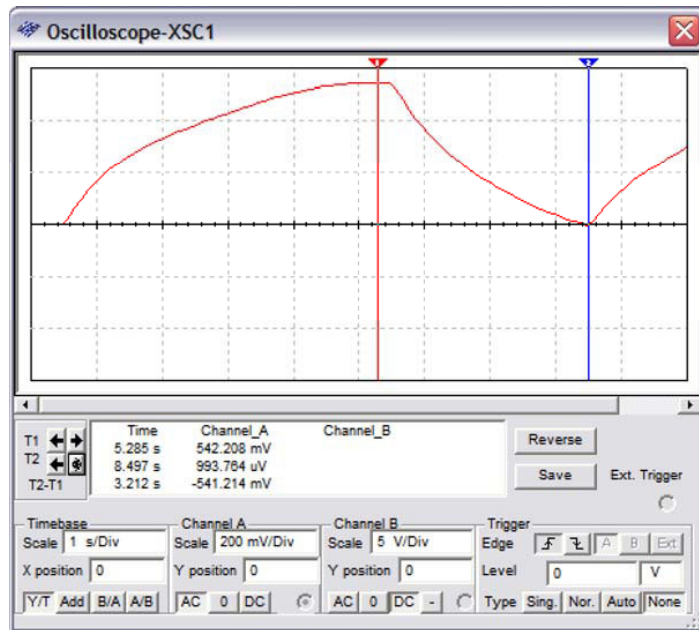 Oscilloscope-XSC1
1 2
Time Channel_A Channel_B
T1 5.285 s 542.208 mV
T2 8.497 s 993.764 uV
T2-T1 3.212 s -541.214 mV
Reverse
Save
Ext. Trigger
Timebase
Scale 1 s/Div
X position 0
Y/T Add B/A A/B
Channel A
Scale 200 mV/Div
Y position 0
AC 0 DC
Channel B
Scale 5 V/Div
Y position 0
AC 0 DC -
Trigger
Edge A B Ext
Level 0 V
Type Sing. Nor. Auto None